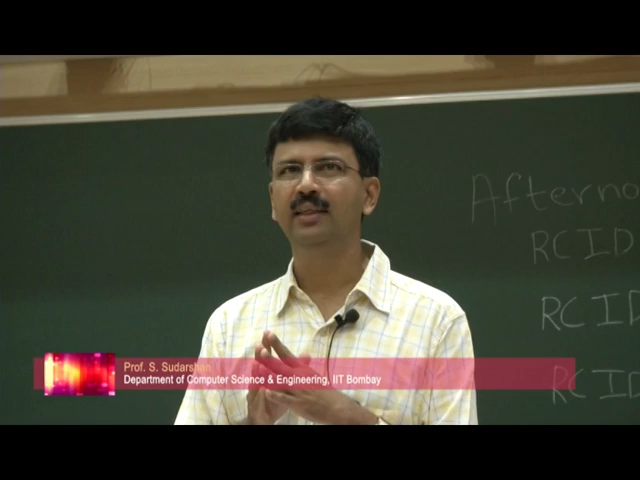 Afterno
RCID
RCID
RCID
Prof. S. Sudarshan
Department of Computer Science & Engineering, IIT Bombay